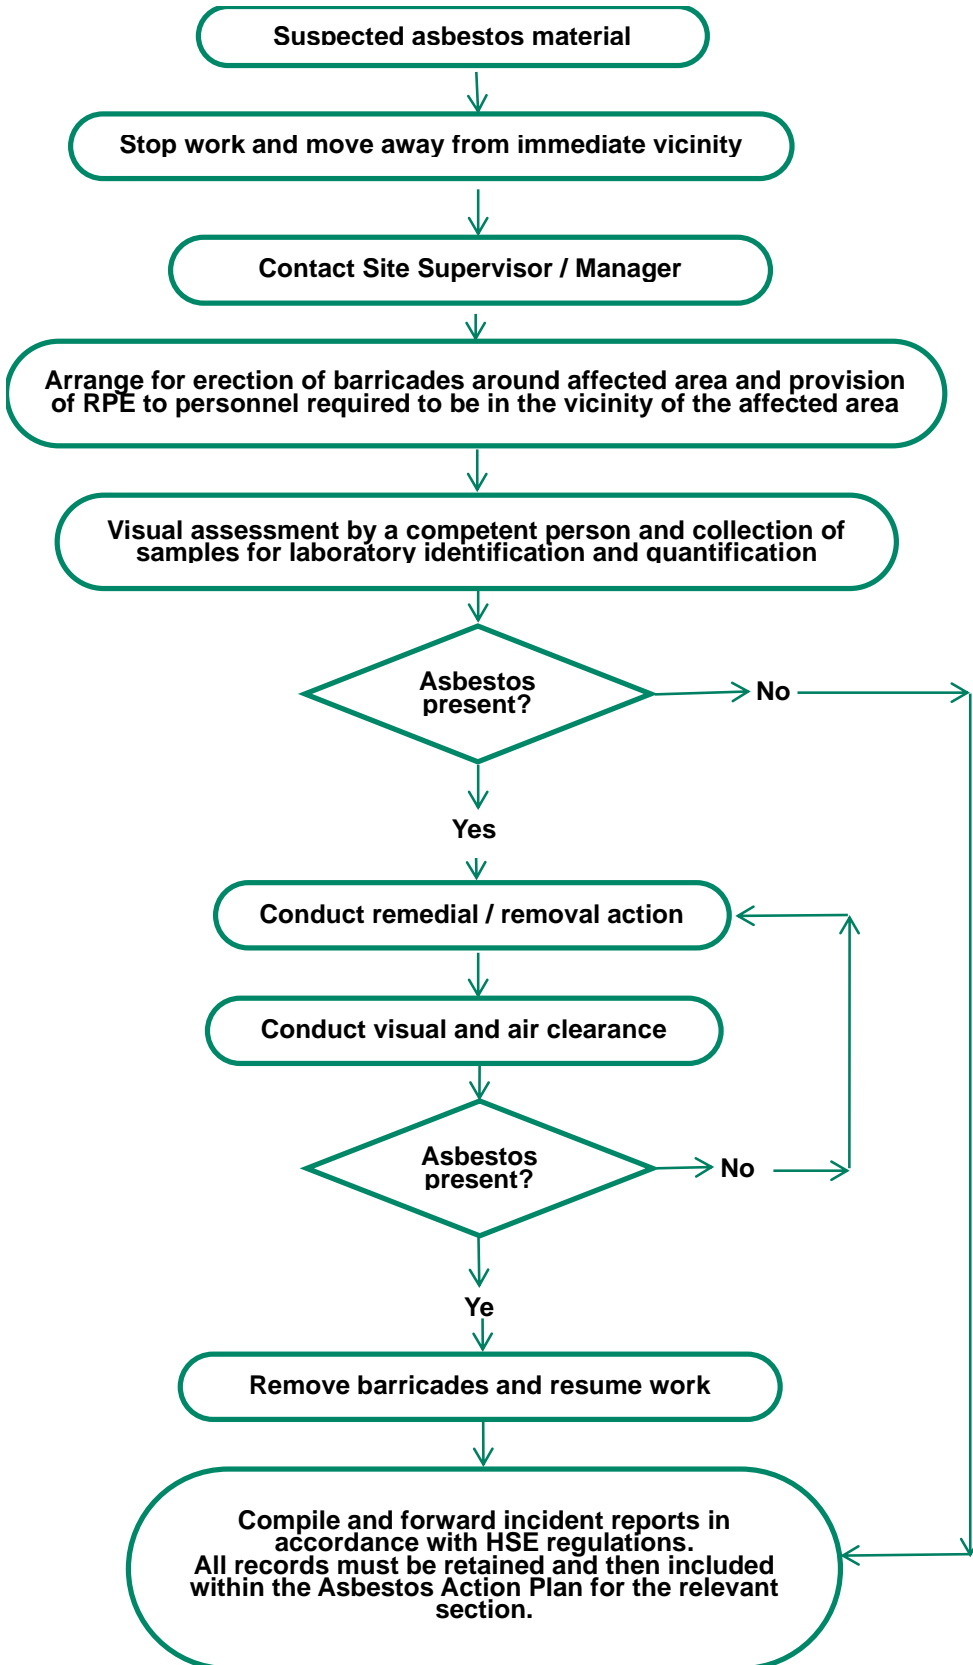 Suspected asbestos material
Stop work and move away from immediate vicinity
Contact Site Supervisor / Manager
Arrange for erection of barricades around affected area and provision
of RPE to personnel required to be in the vicinity of the affected area
Visual assessment by a competent person and collection of
samples for laboratory identification and quantification
Asbestos
present?
No
Yes
Conduct remedial / removal action
Conduct visual and air clearance
Asbestos
present?
No
Ye
Remove barricades and resume work
Compile and forward incident reports in
accordance with HSE regulations.
All records must be retained and then included
within the Asbestos Action Plan for the relevant
section.